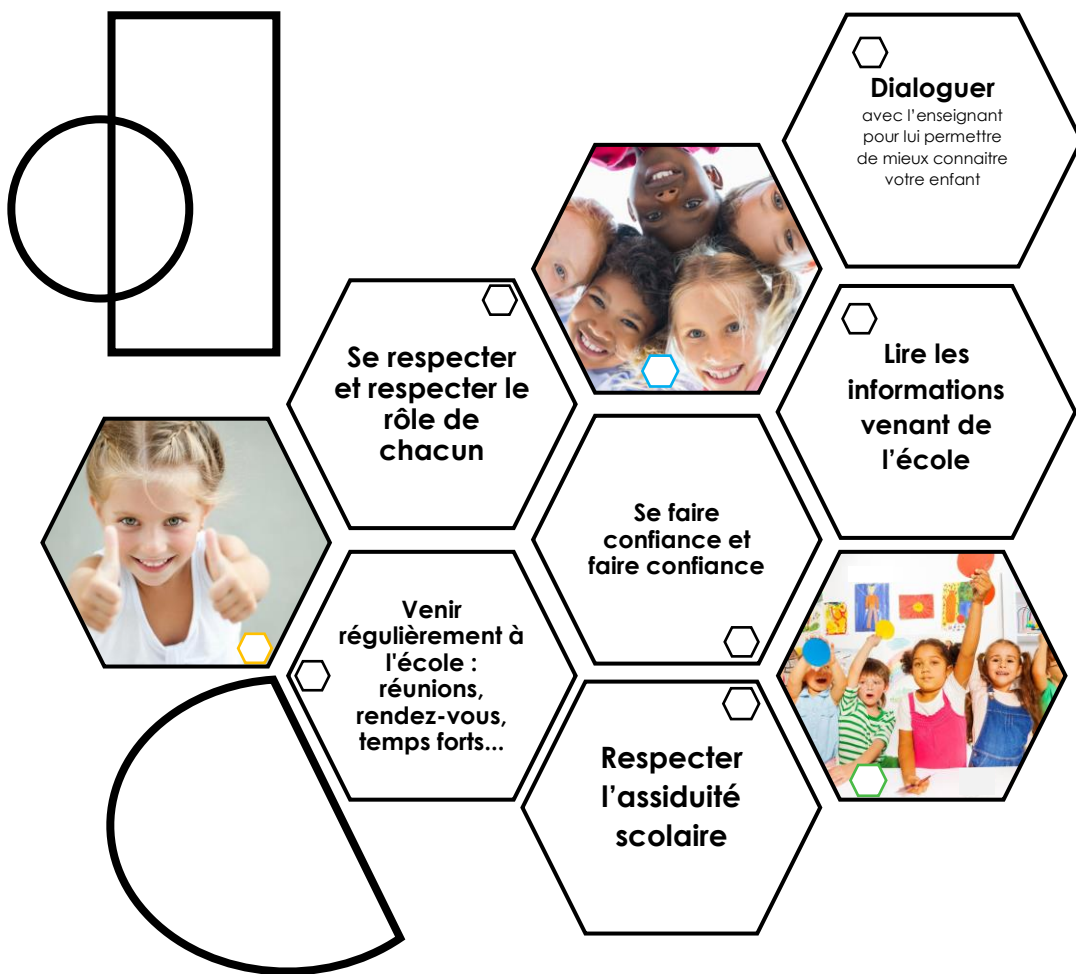 Dialoguer
avec l'enseignant
pour lui permettre
de mieux connaitre
votre enfant
Se respecter
et respecter le
rôle de
chacun
Lire les
informations
venant de
l'école
Se faire
confiance et
faire confiance
Venir
régulièrement à
l'école :
réunions,
rendez-vous,
temps forts...
Respecter
l'assiduité
scolaire